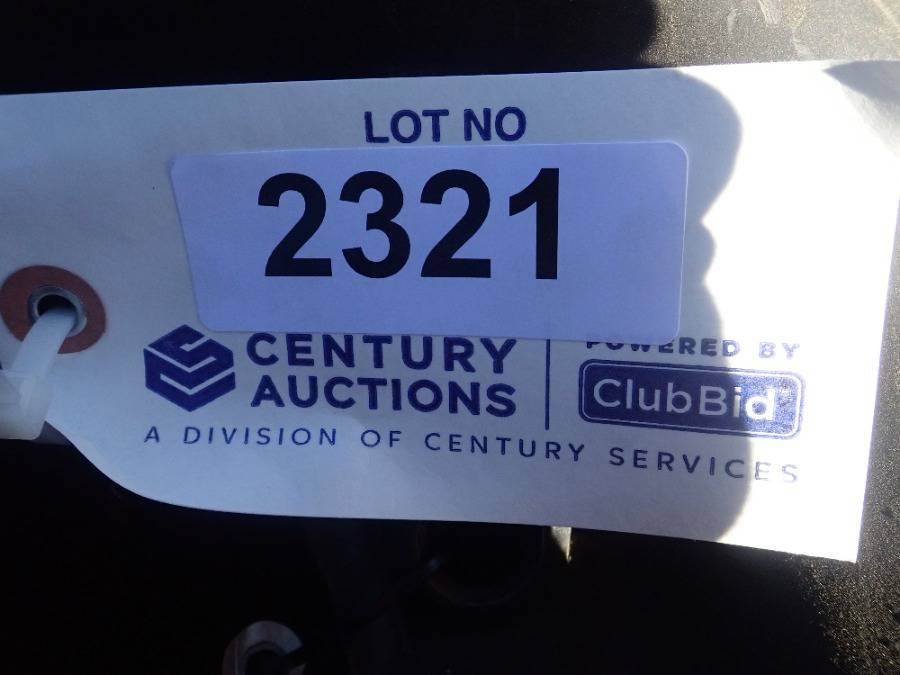 LOT NO
2321
CENTURY
AUCTIONS
POWERED BY
ClubBid
A DIVISION OF CENTURY SERVICES